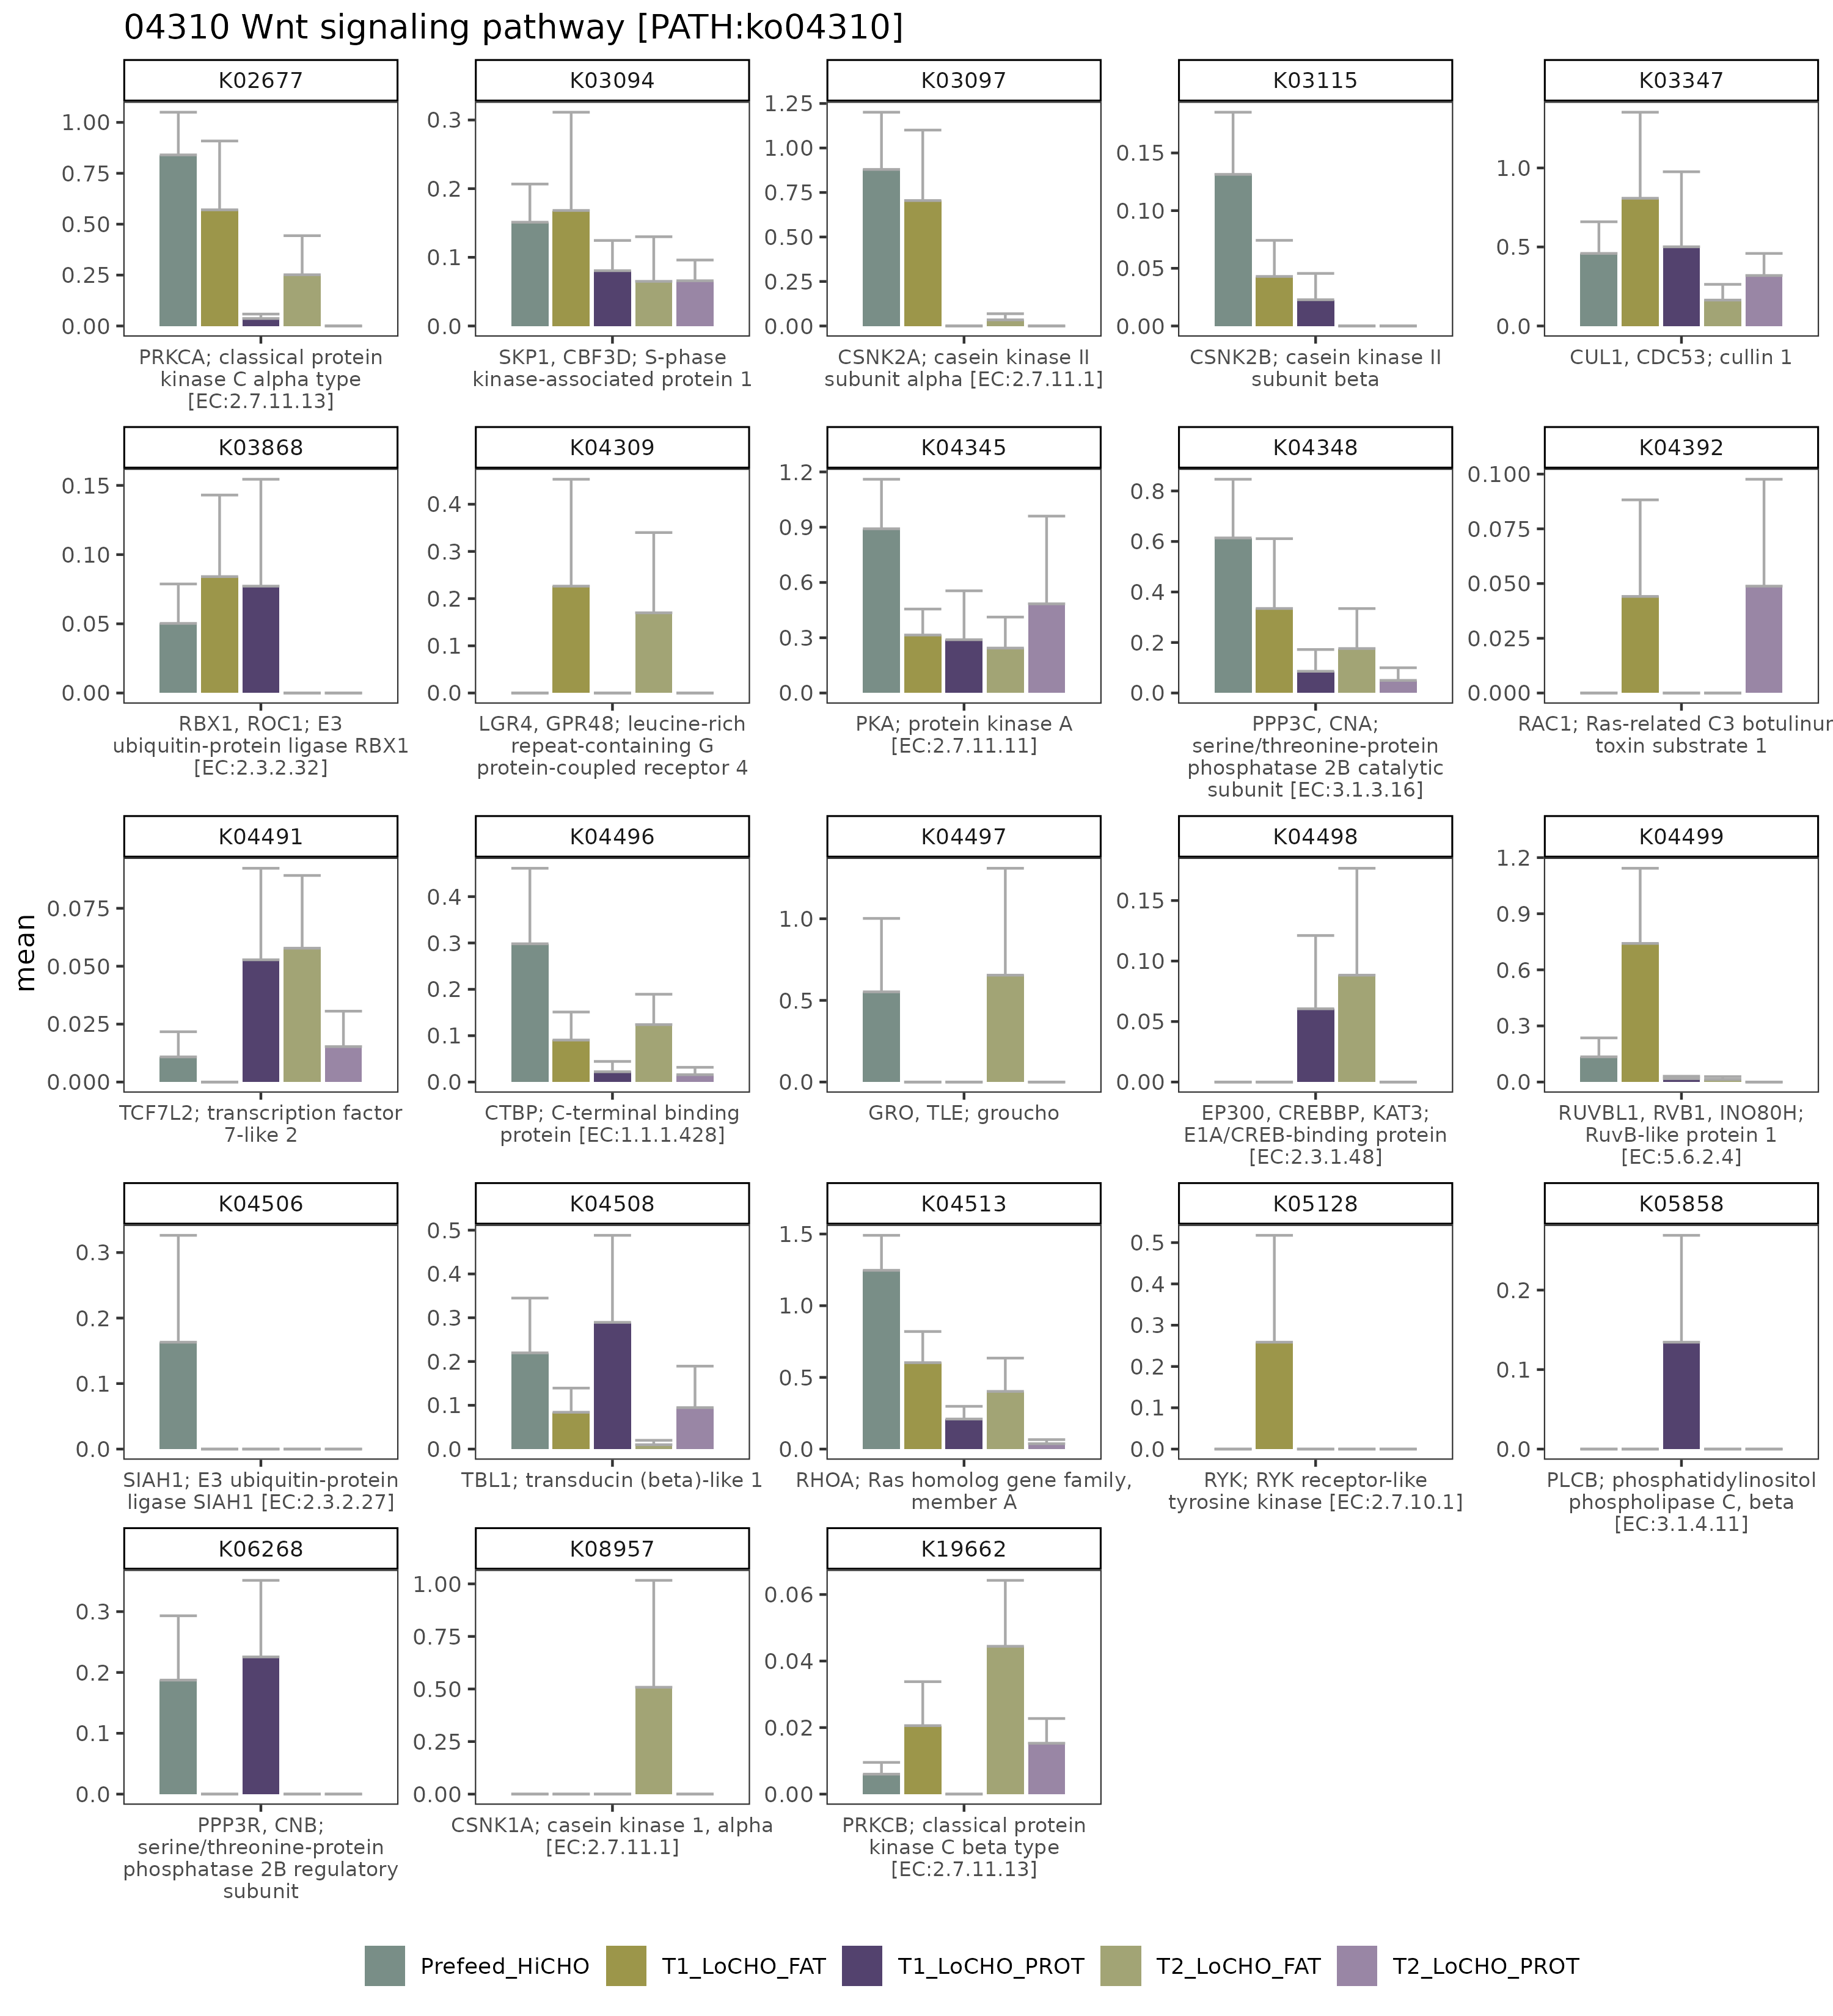 04310 Wnt signaling pathway [PATH:ko04310]
K02677
K03094
K03097
K03115
K03347
1.00
0.75
0.50
0.25
0.00
0.3
0.2
0.1
0.0
1.25
1.00
0.75
0.50
0.25
0.00
0.15
0.10
0.05
0.00
1.0
0.5
0.0
PRKCA; classical protein
kinase C alpha type
[EC:2.7.11.13]
SKP1, CBF3D; S-phase
kinase-associated protein 1
CSNK2A; casein kinase II
subunit alpha [EC:2.7.11.1]
CSNK2B; casein kinase II
subunit beta
CUL1, CDC53; cullin 1
K03868
K04309
K04345
K04348
K04392
0.15
0.10
0.05
0.00
0.4
0.3
0.2
0.1
0.0
1.2
0.9
0.6
0.3
0.0
0.8
0.6
0.4
0.2
0.0
0.100
0.075
0.050
0.025
0.000
RBX1, ROC1; E3
ubiquitin-protein ligase RBX1
[EC:2.3.2.32]
LGR4, GPR48; leucine-rich
repeat-containing G
protein-coupled receptor 4
PKA; protein kinase A
[EC:2.7.11.11]
PPP3C, CNA;
serine/threonine-protein
phosphatase 2B catalytic
subunit [EC:3.1.3.16]
RAC1; Ras-related C3
toxin substrate 1
mean
K04491
K04496
K04497
K04498
K04499
0.075
0.050
0.025
0.000
0.4
0.3
0.2
0.1
0.0
1.0
0.5
0.0
0.15
0.10
0.05
0.00
1.2
0.9
0.6
0.3
0.0
TCF7L2; transcription factor
7-like 2
CTBP; C-terminal binding
protein [EC:1.1.1.428]
GRO, TLE; groucho
EP300, CREBBP, KAT3;
E1A/CREB-binding protein
[EC:2.3.1.48]
RUVBL1, RVB1, INO80H;
RuvB-like protein 1
[EC:5.6.2.4]
K04506
K04508
K04513
K05128
K05858
0.3
0.2
0.1
0.0
0.5
0.4
0.3
0.2
0.1
0.0
1.5
1.0
0.5
0.0
0.5
0.4
0.3
0.2
0.1
0.0
0.2
0.1
0.0
SIAH1; E3 ubiquitin-protein
ligase SIAH1 [EC:2.3.2.27]
TBL1; transducin (beta)-like 1
RHOA; Ras homolog gene family,
member A
RYK; RYK receptor-like
tyrosine kinase [EC:2.7.10.1]
PLCB; phosphatidylinositol
phospholipase C, beta
[EC:3.1.4.11]
K06268
K08957
K19662
0.3
0.2
0.1
0.0
1.00
0.75
0.50
0.25
0.00
0.06
0.04
0.02
0.00
PPP3R, CNB;
serine/threonine-protein
phosphatase 2B regulatory
subunit
CSNK1A; casein kinase 1, alpha
[EC:2.7.11.1]
PRKCB; classical protein
kinase C beta type
[EC:2.7.11.13]
Prefeed_HiCHO
T1_LoCHO_FAT
T1_LoCHO_PROT
T2_LoCHO_FAT
T2_LoCHO_PROT